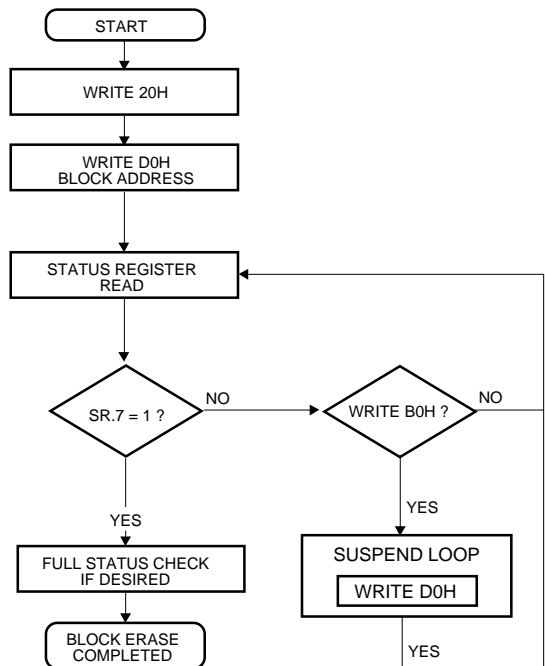 START
WRITE 20H
WRITE D0H
BLOCK ADDRESS
STATUS REGISTER
READ
SR.7 = 1 ?
NO
WRITE B0H ?
NO
YES
YES
FULL STATUS CHECK
IF DESIRED
SUSPEND LOOP
WRITE D0H
BLOCK ERASE
COMPLETED
YES